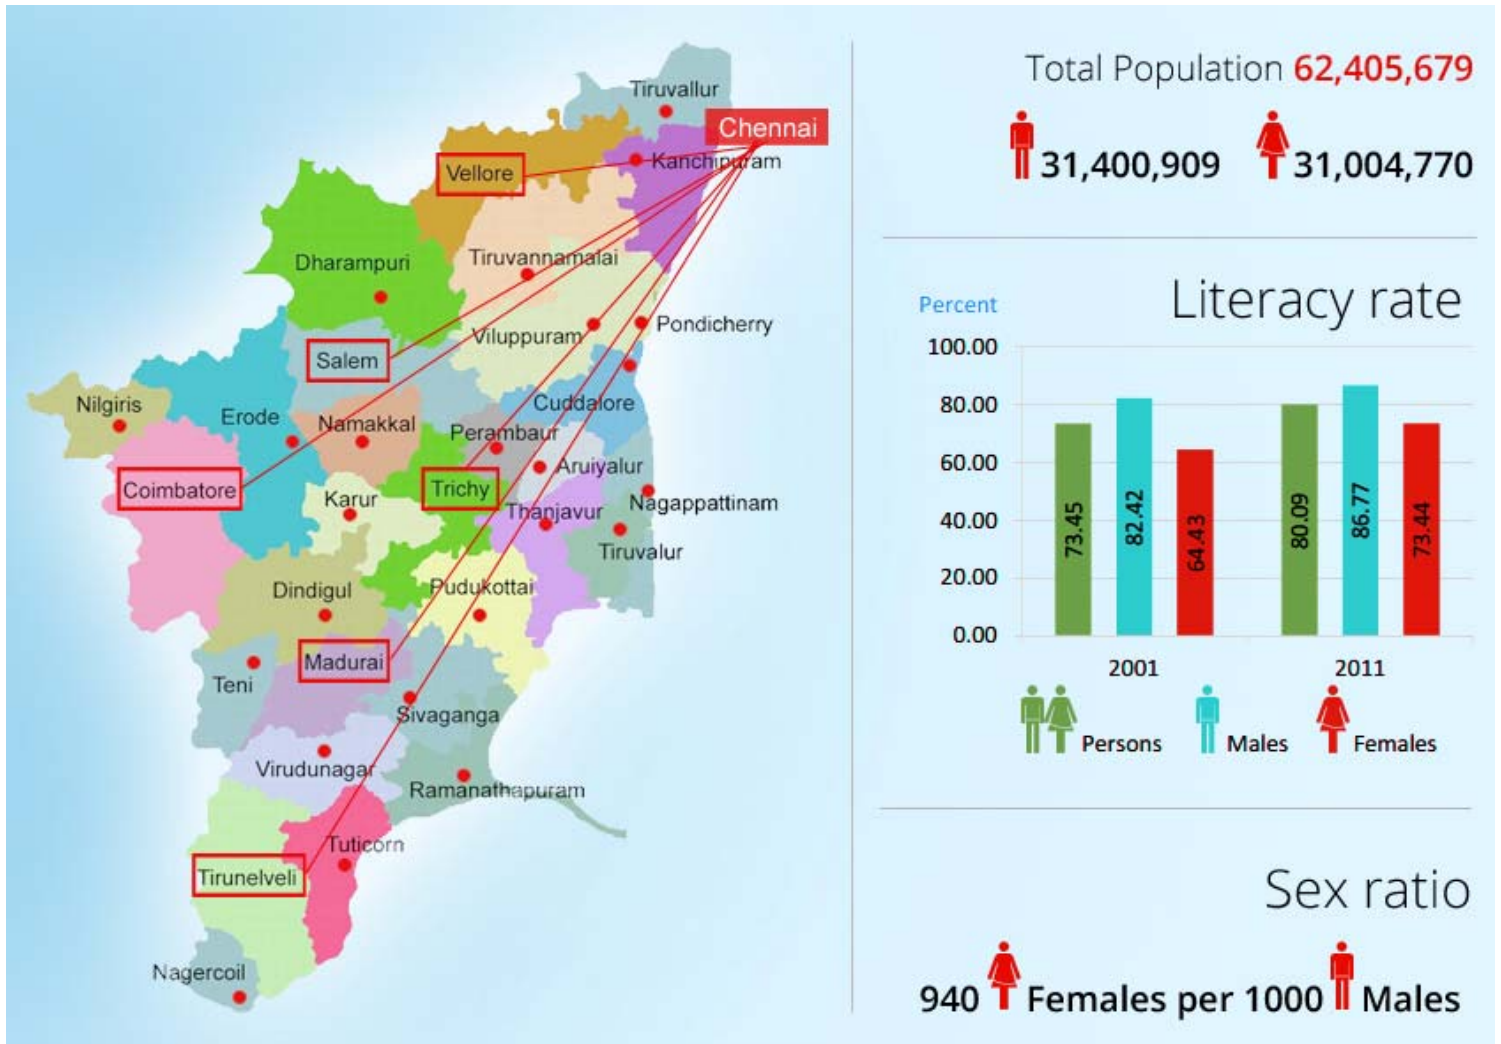 Tiruvallur
Chennai
Kanchipuram
Vellore
Tiruvannamalai
Dharampuri
Viluppuram
Pondicherry
Salem
Nilgiris
Erode
Namakkal
Cuddalore
Perambaur
Aruiyalur
Coimbatore
Karur
Trichy
Thanjavur
Nagappattinam
Tiruvalur
Dindigul
Pudukottai
Madurai
Teni
Sivaganga
Virudunagar
Ramanathapuram
Tuticorn
Tirunelveli
Nagercoil
Total Population 62,405,679
31,400,909 31,004,770
Literacy rate
Percent
100.00
80.00
60.00
40.00
20.00
0.00
73.45
82.42
64.43
80.09
86.77
73.44
2001 2011
Persons Males Females
Sex ratio
940 Females per 1000 Males